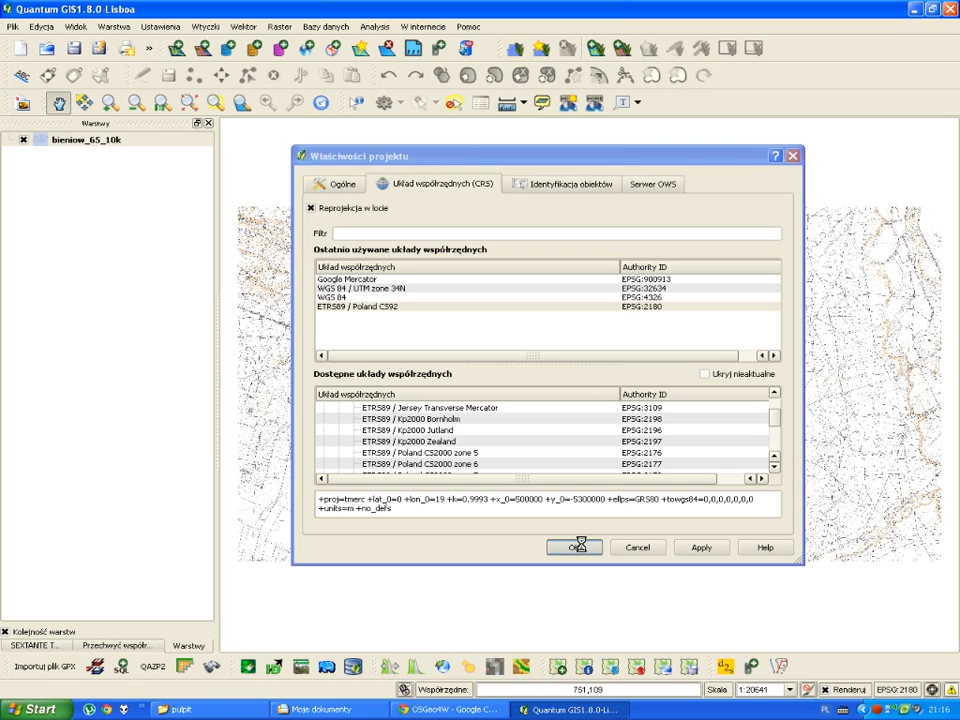 Quantum GIS1.8.0-Lisboa
Plik Edycja Widok Warstwa Ustawienia Wtyczki Wektor Raster Bazy danych Analysis W internecie Pomoc
Warstwy
bieniow_65_10k
Właściwości projektu
Ogólne Układ współrzędnych (CRS) Identyfikacja obiektów Serwer OWS
Reprojekcja w locie
Filtr
Ostatnio używane układy współrzędnych
Układ współrzędnych Authority ID
Google Mercator EPSG:900913
WGS 84 / UTM zone 34N EPSG:32634
WGS 84 EPSG:4326
ETRS89 / Poland CS92 EPSG:2180
Dostępne układy współrzędnych Ukryj nieaktualne
Układ współrzędnych Authority ID
ETRS89 / Jersey Transverse Mercator EPSG:3109
ETRS89 / Kp2000 Bornholm EPSG:2198
ETRS89 / Kp2000 Jutland EPSG:2196
ETRS89 / Kp2000 Zealand EPSG:2197
ETRS89 / Poland CS2000 zone 5 EPSG:2176
ETRS89 / Poland CS2000 zone 6 EPSG:2177
+proj=tmerc +lat_0=0 +lon_0=19 +k=0.9993 +x_0=500000 +y_0=-5300000 +ellps=GRS80 +towgs84=0,0,0,0,0,0,0
+units=m +no_defs
Cancel Apply Help
Kolejność warstw
SEXTANTE T... Przechwyć współr... Warstwy
Importuj plik GPX SQL QAZP2
Współrzędne: 751,109 Skala 1:20641 Renderuj EPSG:2180
Start pulpit Moje dokumenty OSGeo4W - Google C... Quantum GIS1.8.0-Li... PL 21:16